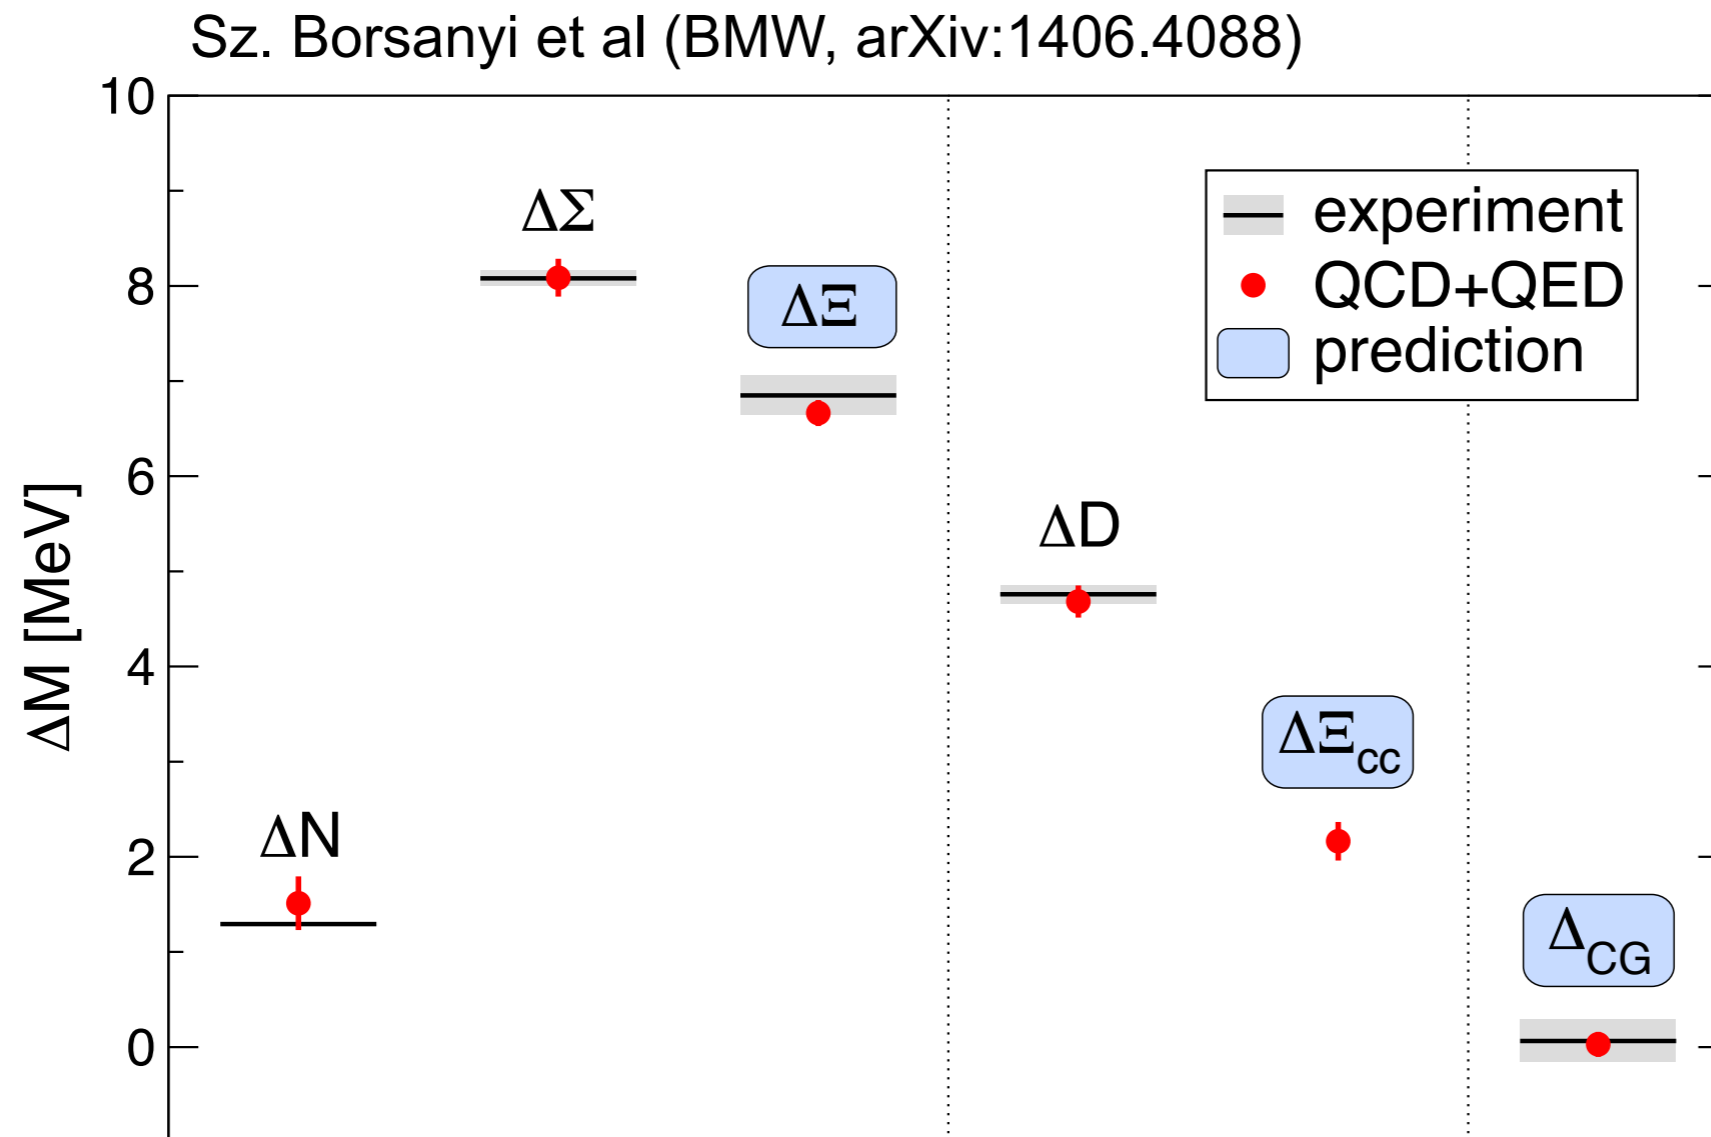 Sz. Borsanyi et al (BMW, arXiv:1406.4088)
10
8
6
4
2
0
ΔM [MeV]
ΔN
ΔΣ
ΔΞ
ΔD
ΔΞcc
ΔCG
experiment
QCD+QED
prediction